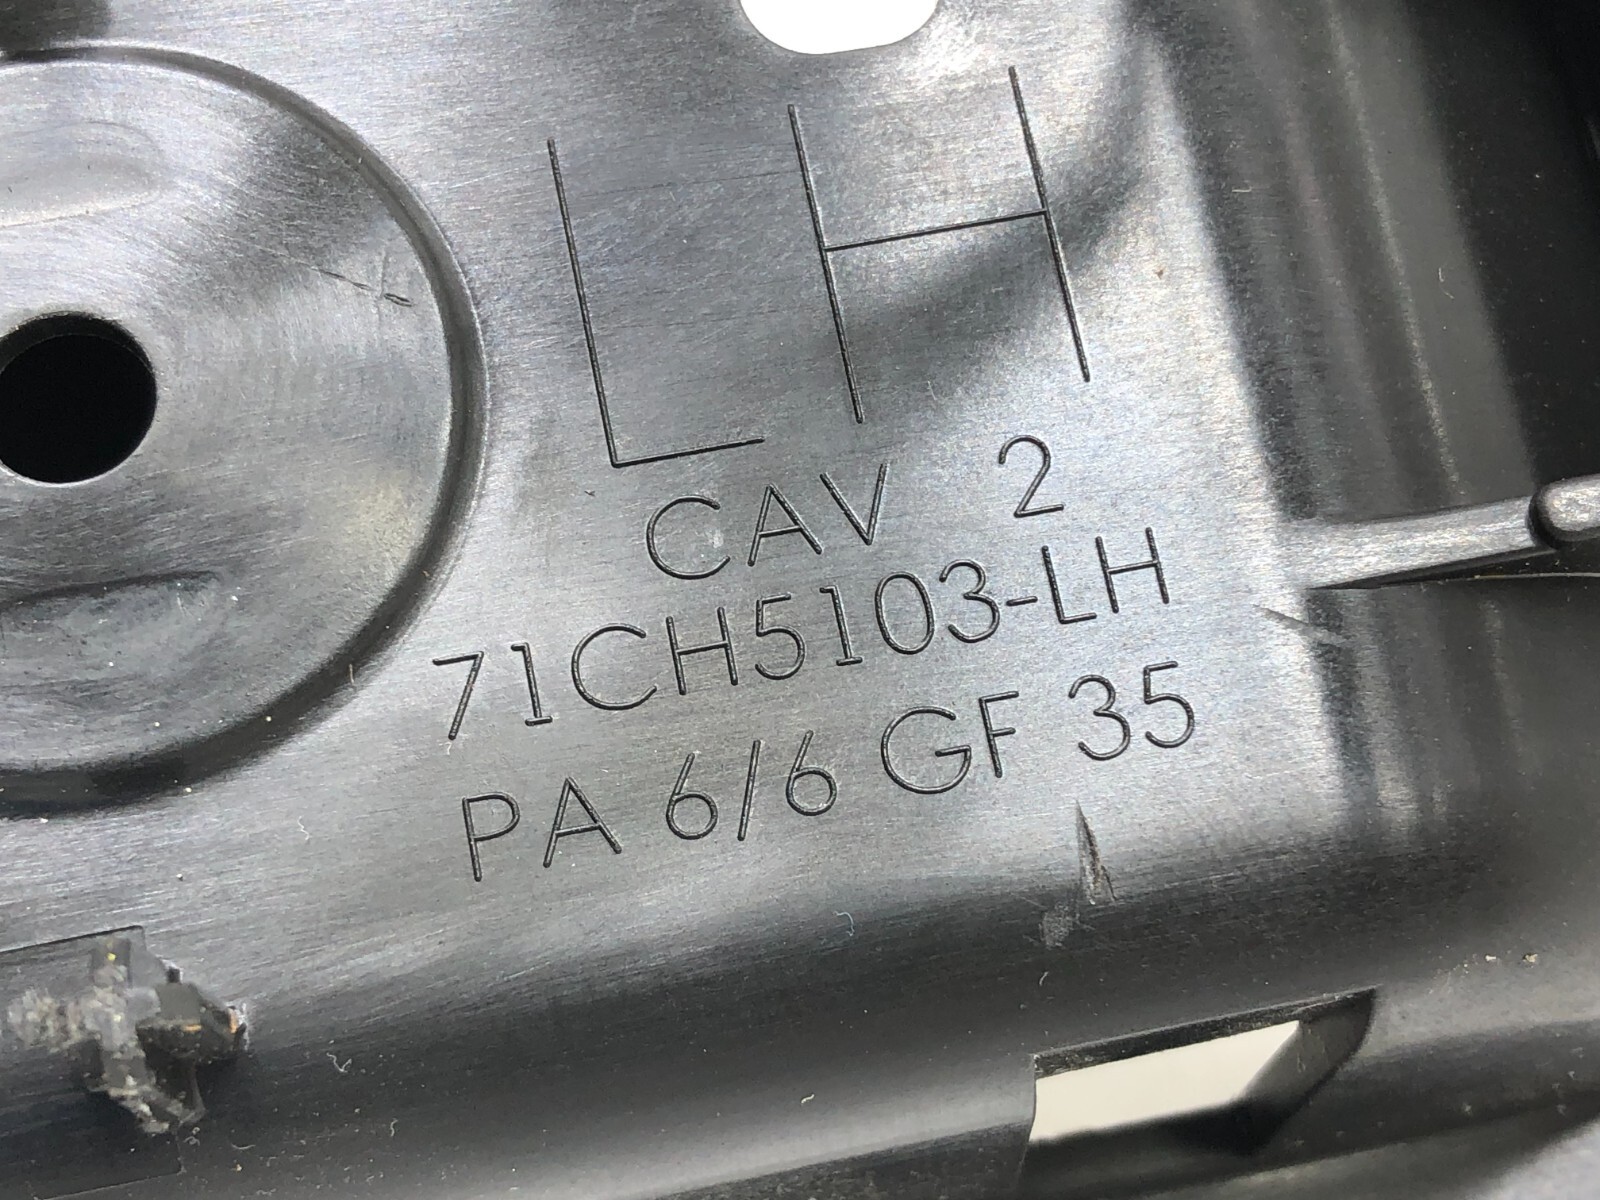 LH
CAV 2
71CH5103-LH
PA 6/6 GF 35